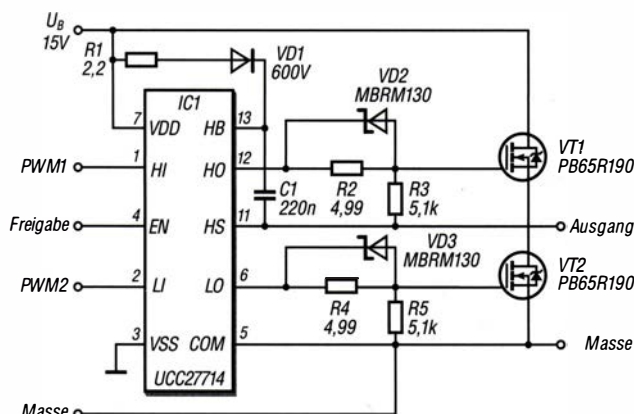 U_B
15V
R1
2,2
VD1
600V
VD2
MBRM130
IC1
7 VDD HB 13
1 HI HO 12
4 EN HS 11
2 LI LO 6
3 VSS COM 5
UCC27714
PWM1
Freigabe
PWM2
C1
220n
R2
4,99
R3
5,1k
VT1
PB65R190
Ausgang
VD3
MBRM130
R4
4,99
R5
5,1k
VT2
PB65R190
Masse
Masse